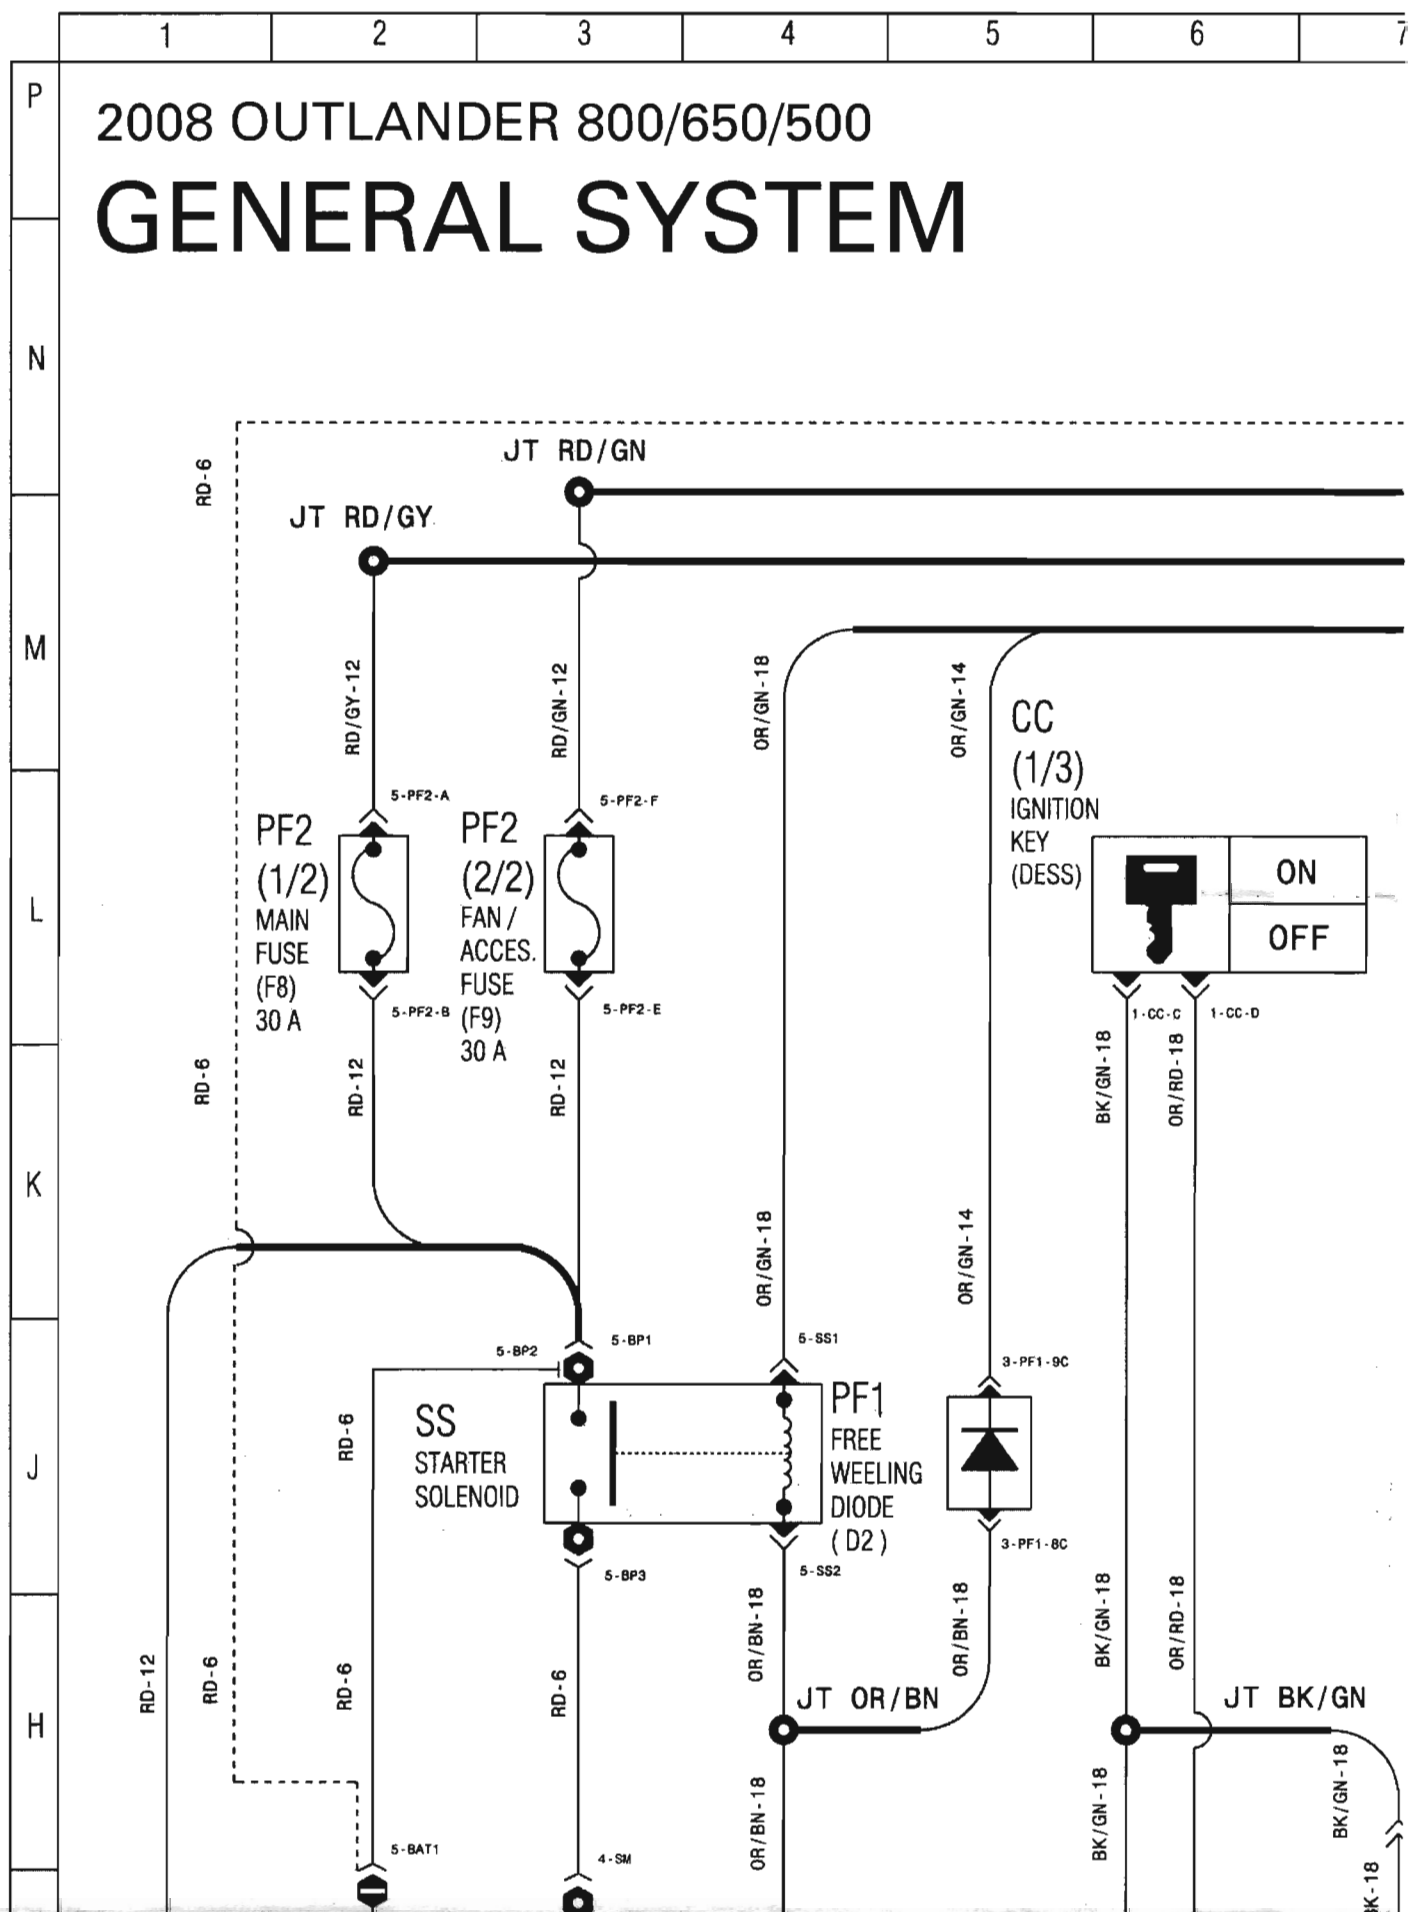 1 2 3 4 5 6 7
P
2008 OUTLANDER 800/650/500
GENERAL SYSTEM
N
JT RD/GN
RD-6
JT RD/GY
M
RD/GY-12
RD/GN-12
OR/GN-18
OR/GN-14
CC
(1/3)
IGNITION
KEY
(DESS)
ON
OFF
5-PF2-A
5-PF2-F
PF2
(1/2)
MAIN
FUSE
(F8)
30 A
PF2
(2/2)
FAN /
ACCES.
FUSE
(F9)
30 A
L
5-PF2-B
5-PF2-E
1-CC-C
1-CC-D
RD-6
RD-12
RD-12
BK/GN-18
OR/RD-18
K
OR/GN-18
OR/GN-14
5-BP2
5-BP1
5-SS1
3-PF1-9C
RD-6
SS
STARTER
SOLENOID
PF1
FREE
WEELING
DIODE
( D2 )
J
5-BP3
5-SS2
3-PF1-8C
OR/BN-18
OR/BN-18
BK/GN-18
OR/RD-18
RD-12
RD-6
RD-6
RD-6
JT OR/BN
JT BK/GN
H
OR/BN-18
BK/GN-18
BK/GN-18
5-BAT1
4-SM
BK-18